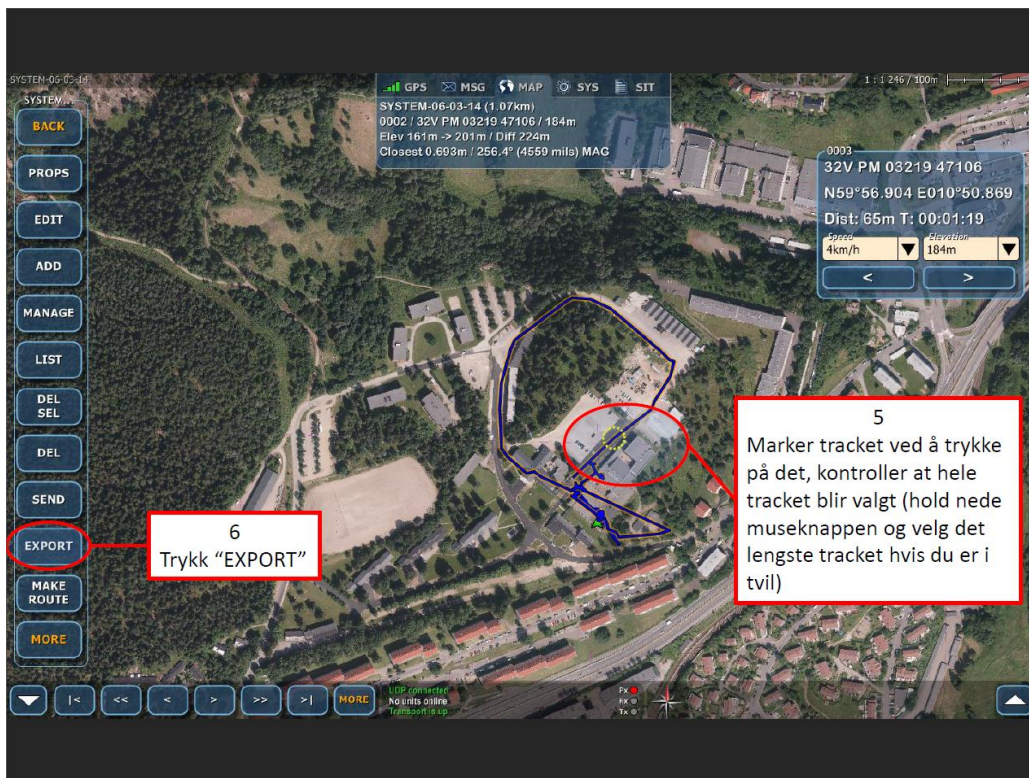 SYSTEM-06-03-14
SYSTEM...
BACK
PROPS
EDIT
ADD
MANAGE
LIST
DEL
SEL
DEL
SEND
EXPORT
MAKE
ROUTE
MORE
GPS MSG MAP SYS SIT
SYSTEM-06-03-14 (1.07km)
0002 / 32V PM 03219 47106 / 184m
Elev 161m -> 201m / Diff 224m
Closest 0.693m / 256.4° (4559 mils) MAG
1 : 1 246 / 100m
0003
32V PM 03219 47106
N59°56.904 E010°50.869
Dist: 65m T: 00:01:19
Speed Elevation
4km/h 184m
< >
5
Marker tracket ved å trykke
på det, kontroller at hele
tracket blir valgt (hold nede
museknappen og velg det
lengste tracket hvis du er i
tvil)
6
Trykk “EXPORT”
|< << < > >> >| MORE
UDP connected
No units online
Transport is up
Px
RX
Tx